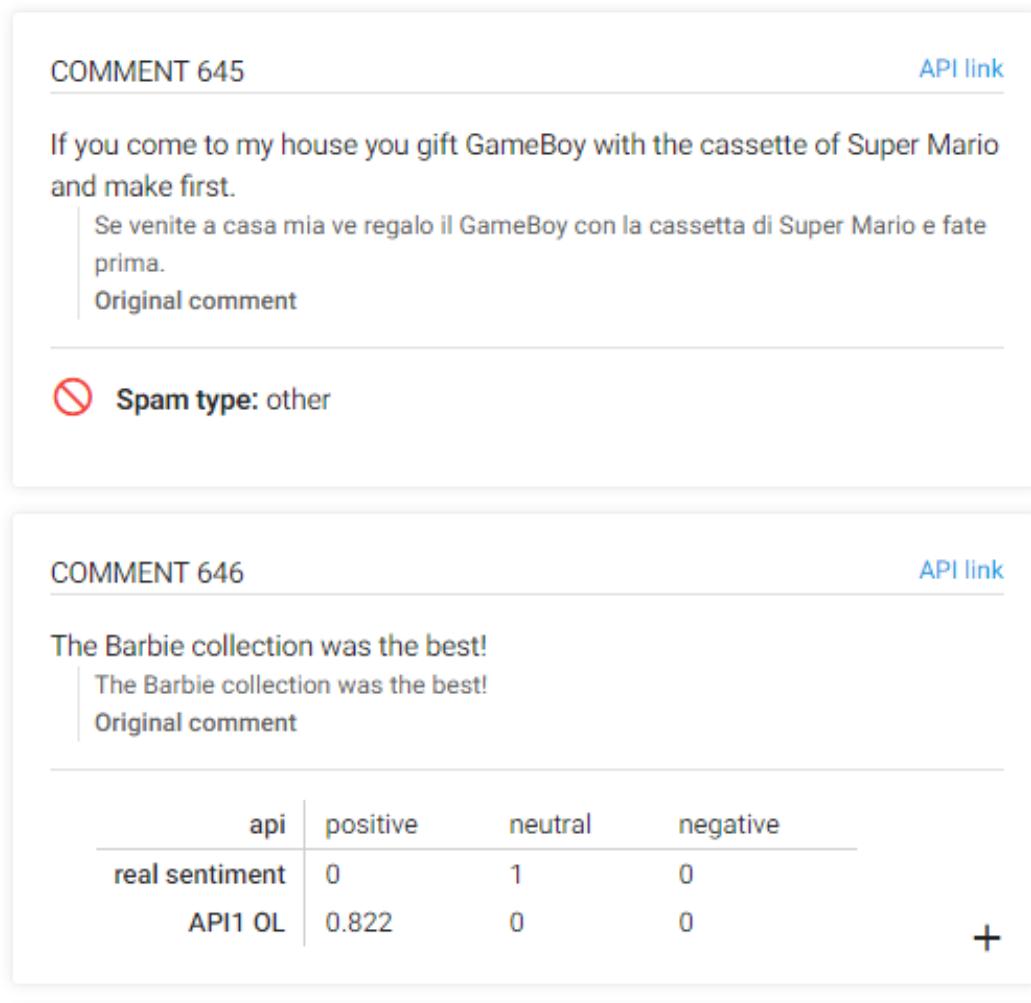 COMMENT 645
API link
If you come to my house you gift GameBoy with the cassette of Super Mario
and make first.
Se venite a casa mia ve regalo il GameBoy con la cassetta di Super Mario e fate
prima.
Original comment
Spam type: other
COMMENT 646
API link
The Barbie collection was the best!
The Barbie collection was the best!
Original comment
api positive neutral negative
real sentiment 0 1 0
API1 OL 0.822 0 0
+